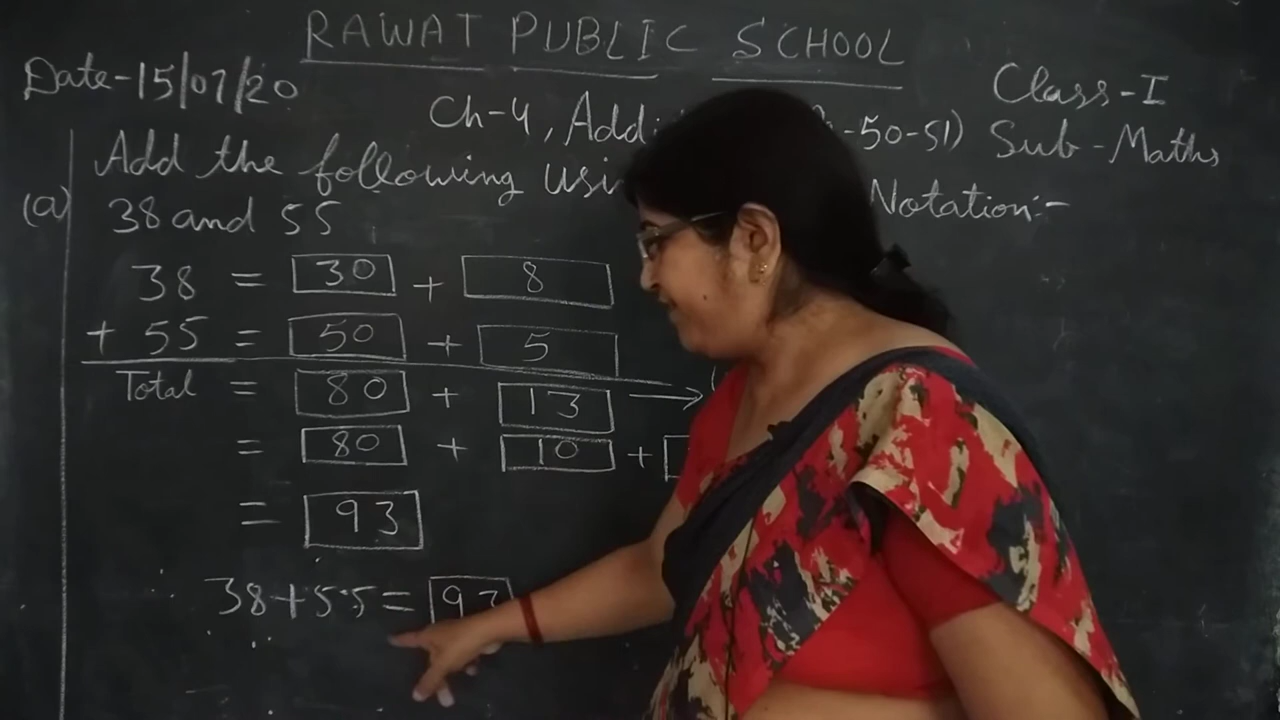 RAWAT PUBLIC SCHOOL
Date-15/07/20
Class-I
Ch-4, Add -50-51) Sub-Maths
Add the following Usi Notation:-
(a) 38 and 55
38 = 30 + 8
+ 55 = 50 + 5
Total = 80 + 13 →
= 80 + 10 +
= 93
38+55= 93